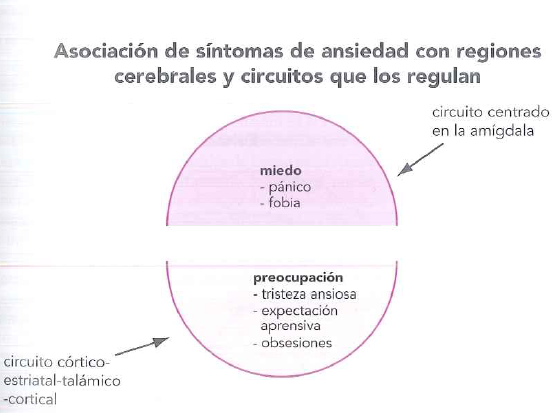 Asociación de síntomas de ansiedad con regiones
cerebrales y circuitos que los regulan
circuito centrado
en la amígdala
miedo
- pánico
- fobia
preocupación
- tristeza ansiosa
- expectación
aprensiva
- obsesiones
circuito córtico-
estriatal-talámico
-cortical